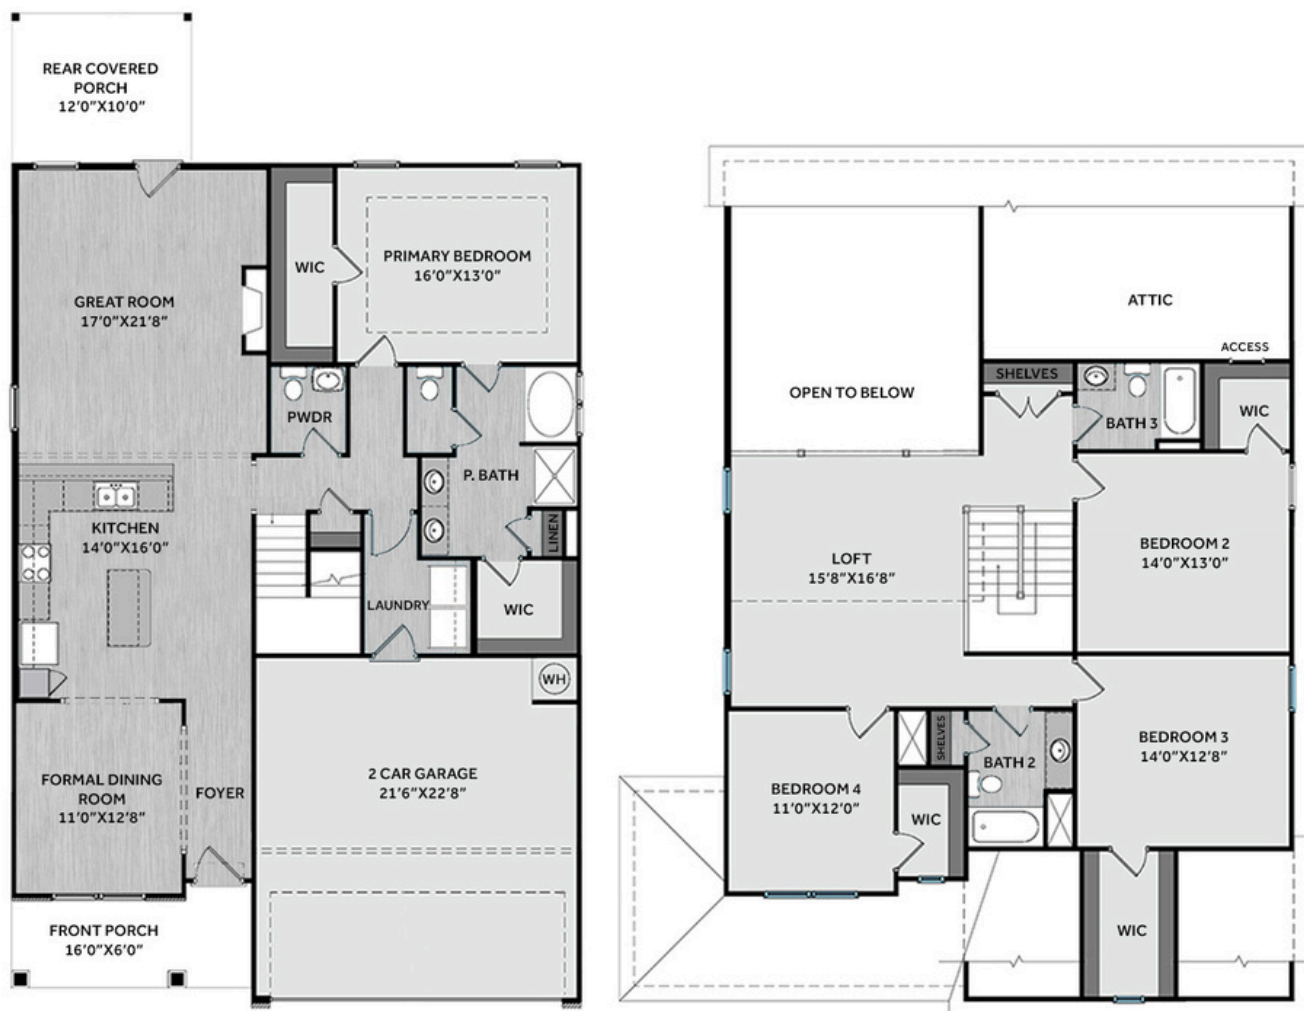 REAR COVERED
PORCH
12'0"X10'0"
WIC
PRIMARY BEDROOM
16'0"X13'0"
GREAT ROOM
17'0"X21'8"
PWDR
P. BATH
LINEN
KITCHEN
14'0"X16'0"
LAUNDRY
WIC
WH
FORMAL DINING
ROOM
11'0"X12'8"
FOYER
2 CAR GARAGE
21'6"X22'8"
FRONT PORCH
16'0"X6'0"
ATTIC
ACCESS
SHELVES
OPEN TO BELOW
BATH 3
WIC
LOFT
15'8"X16'8"
BEDROOM 2
14'0"X13'0"
BEDROOM 3
14'0"X12'8"
SHELVES
BATH 2
BEDROOM 4
11'0"X12'0"
WIC
WIC